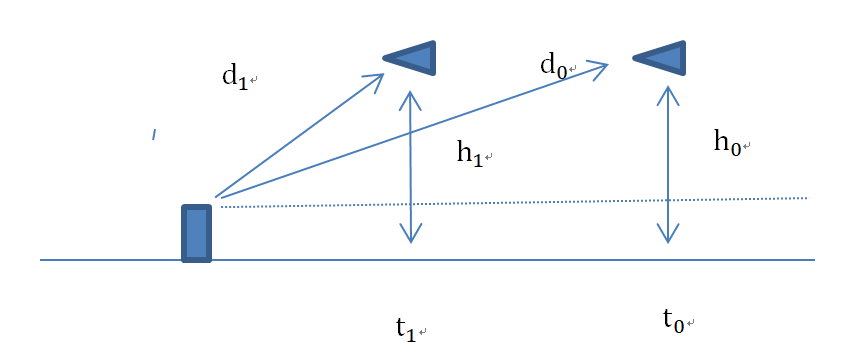 d₁
d₀
h₁
h₀
t₁
t₀